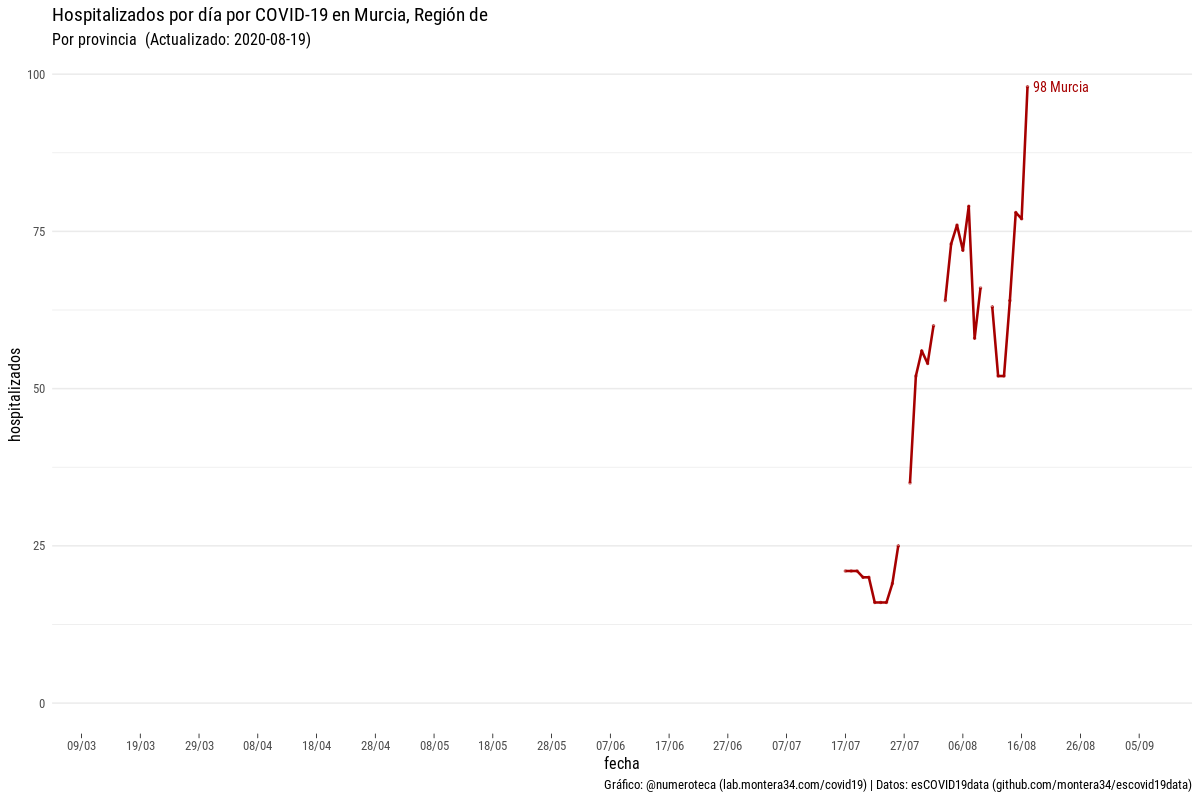 Hospitalizados por día por COVID-19 en Murcia, Región de
Por provincia  (Actualizado: 2020-08-19)
100
98 Murcia
75
50
25
0
hospitalizados
09/03 19/03 29/03 08/04 18/04 28/04 08/05 18/05 28/05 07/06 17/06 27/06 07/07 17/07 27/07 06/08 16/08 26/08 05/09
fecha
Gráfico: @numeroteca (lab.montera34.com/covid19) | Datos: esCOVID19data (github.com/montera34/escovid19data)